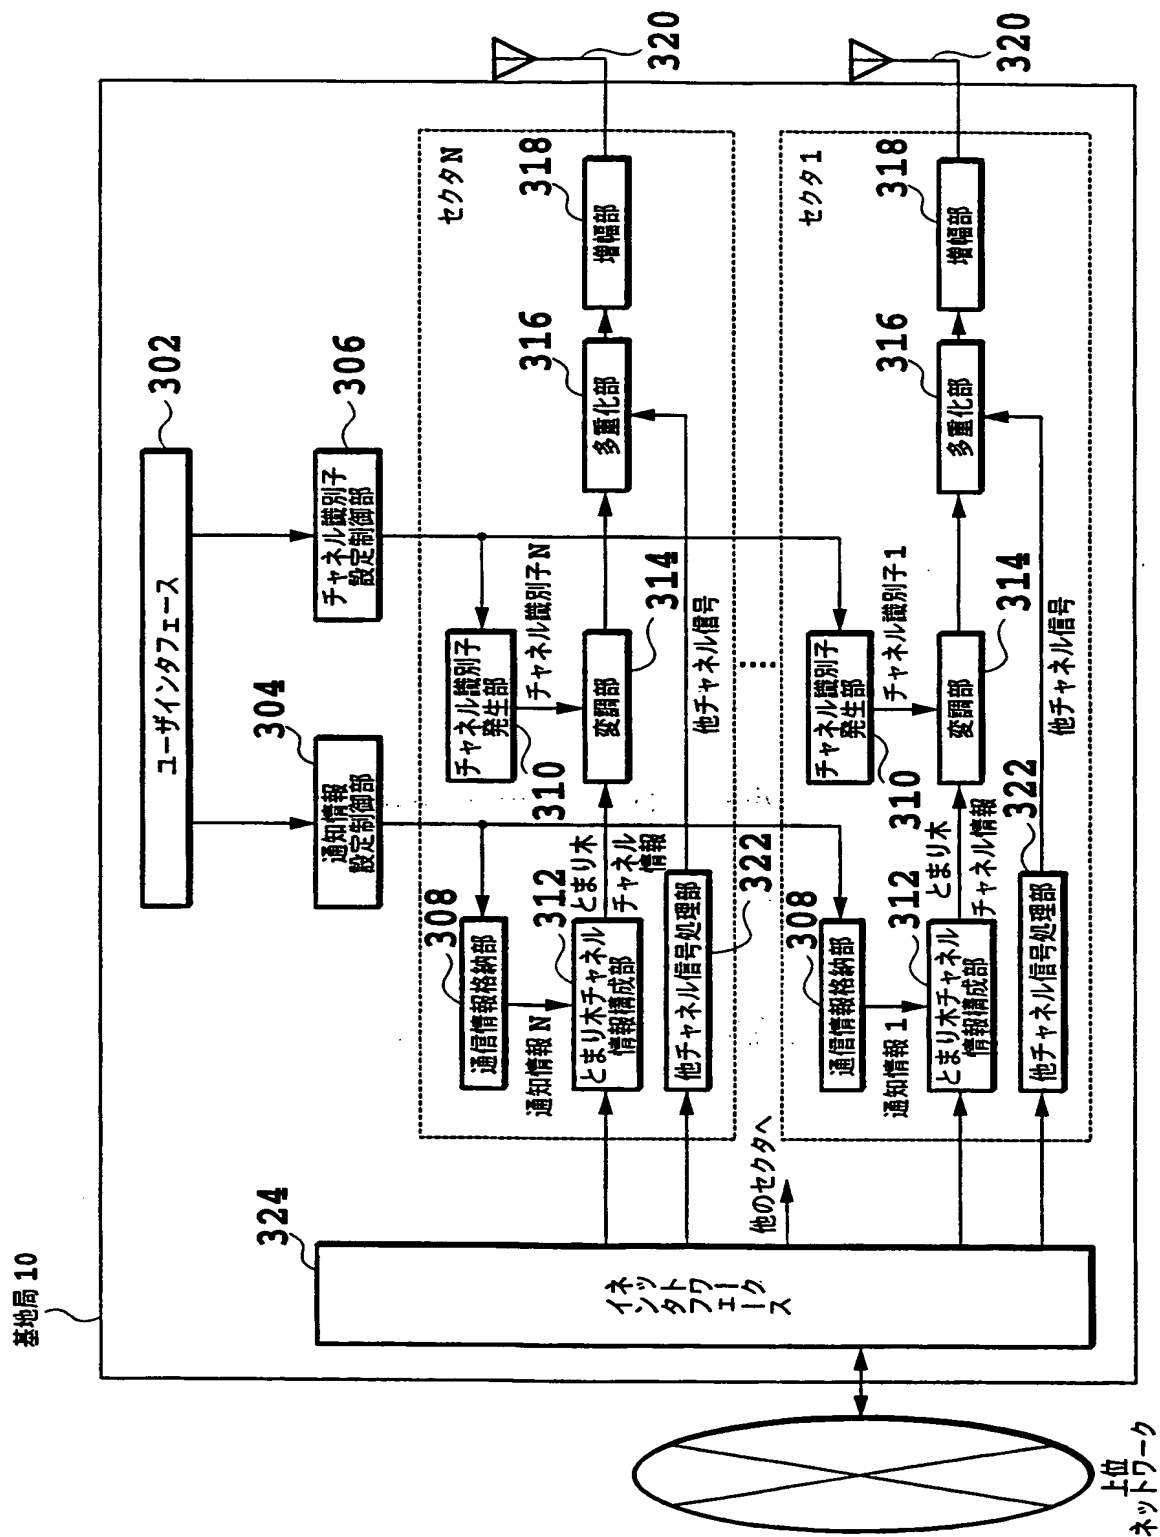 基地局10
ユーザインタフェース
302
通知情報
設定制御部
304
チャネル識別子
設定制御部
306
セクタN
通信情報格納部
308
チャネル識別子
発生部
310
通知情報N
チャネル識別子N
とまり木チャネル
情報構成部
312
とまり木
チャネル
情報
変調部
314
多重化部
316
増幅部
318
320
他チャネル信号処理部
322
他チャネル信号
他のセクタへ
セクタ1
通信情報格納部
308
チャネル識別子
発生部
310
通知情報1
チャネル識別子1
とまり木チャネル
情報構成部
312
とまり木
チャネル情報
変調部
314
多重化部
316
増幅部
318
320
他チャネル信号処理部
322
他チャネル信号
324
ネットワーク
インタフェース
上位
ネットワーク